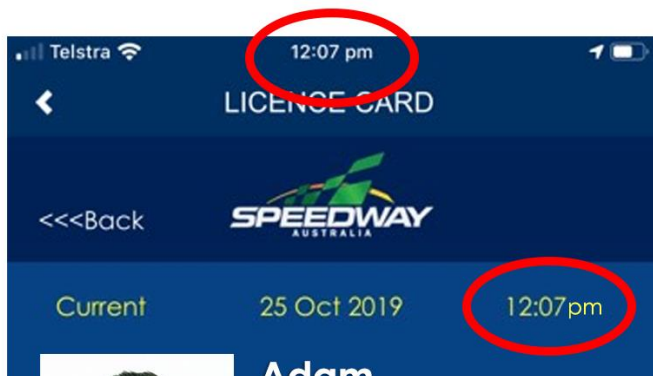 Telstra 12:07 pm
LICENCE CARD
<<<Back
SPEEDWAY
AUSTRALIA
Current 25 Oct 2019 12:07pm
Adam